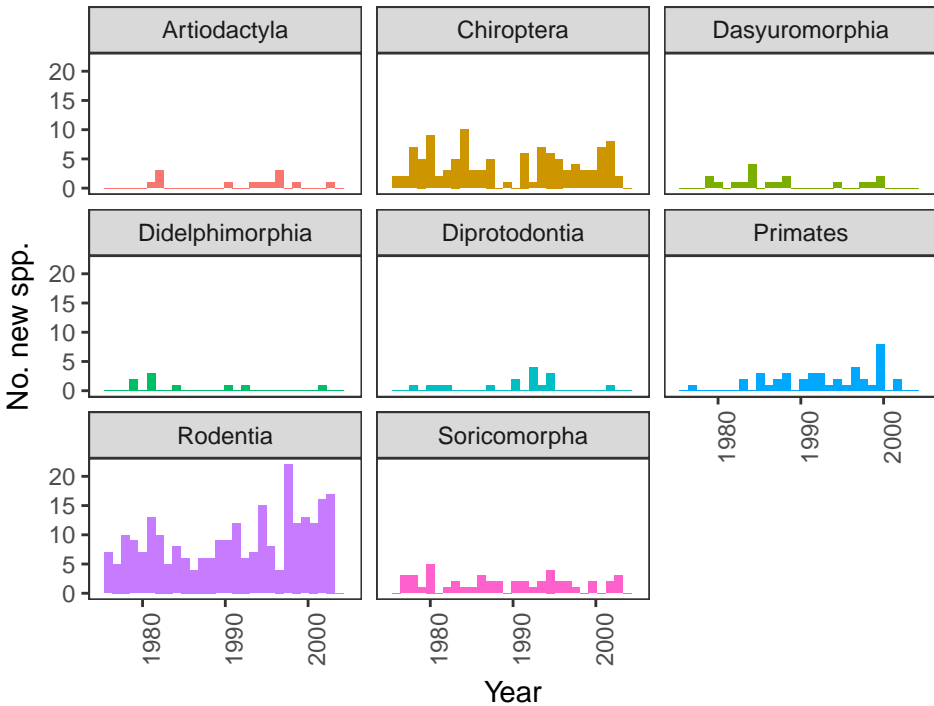 Artiodactyla Chiroptera Dasyuromorphia
20
15
10
5
0
Didelphimorphia Diprotodontia Primates
20
15
10
5
0
1980 1990 2000
Rodentia Soricomorpha
20
15
10
5
0
1980 1990 2000 1980 1990 2000
Year
No. new spp.